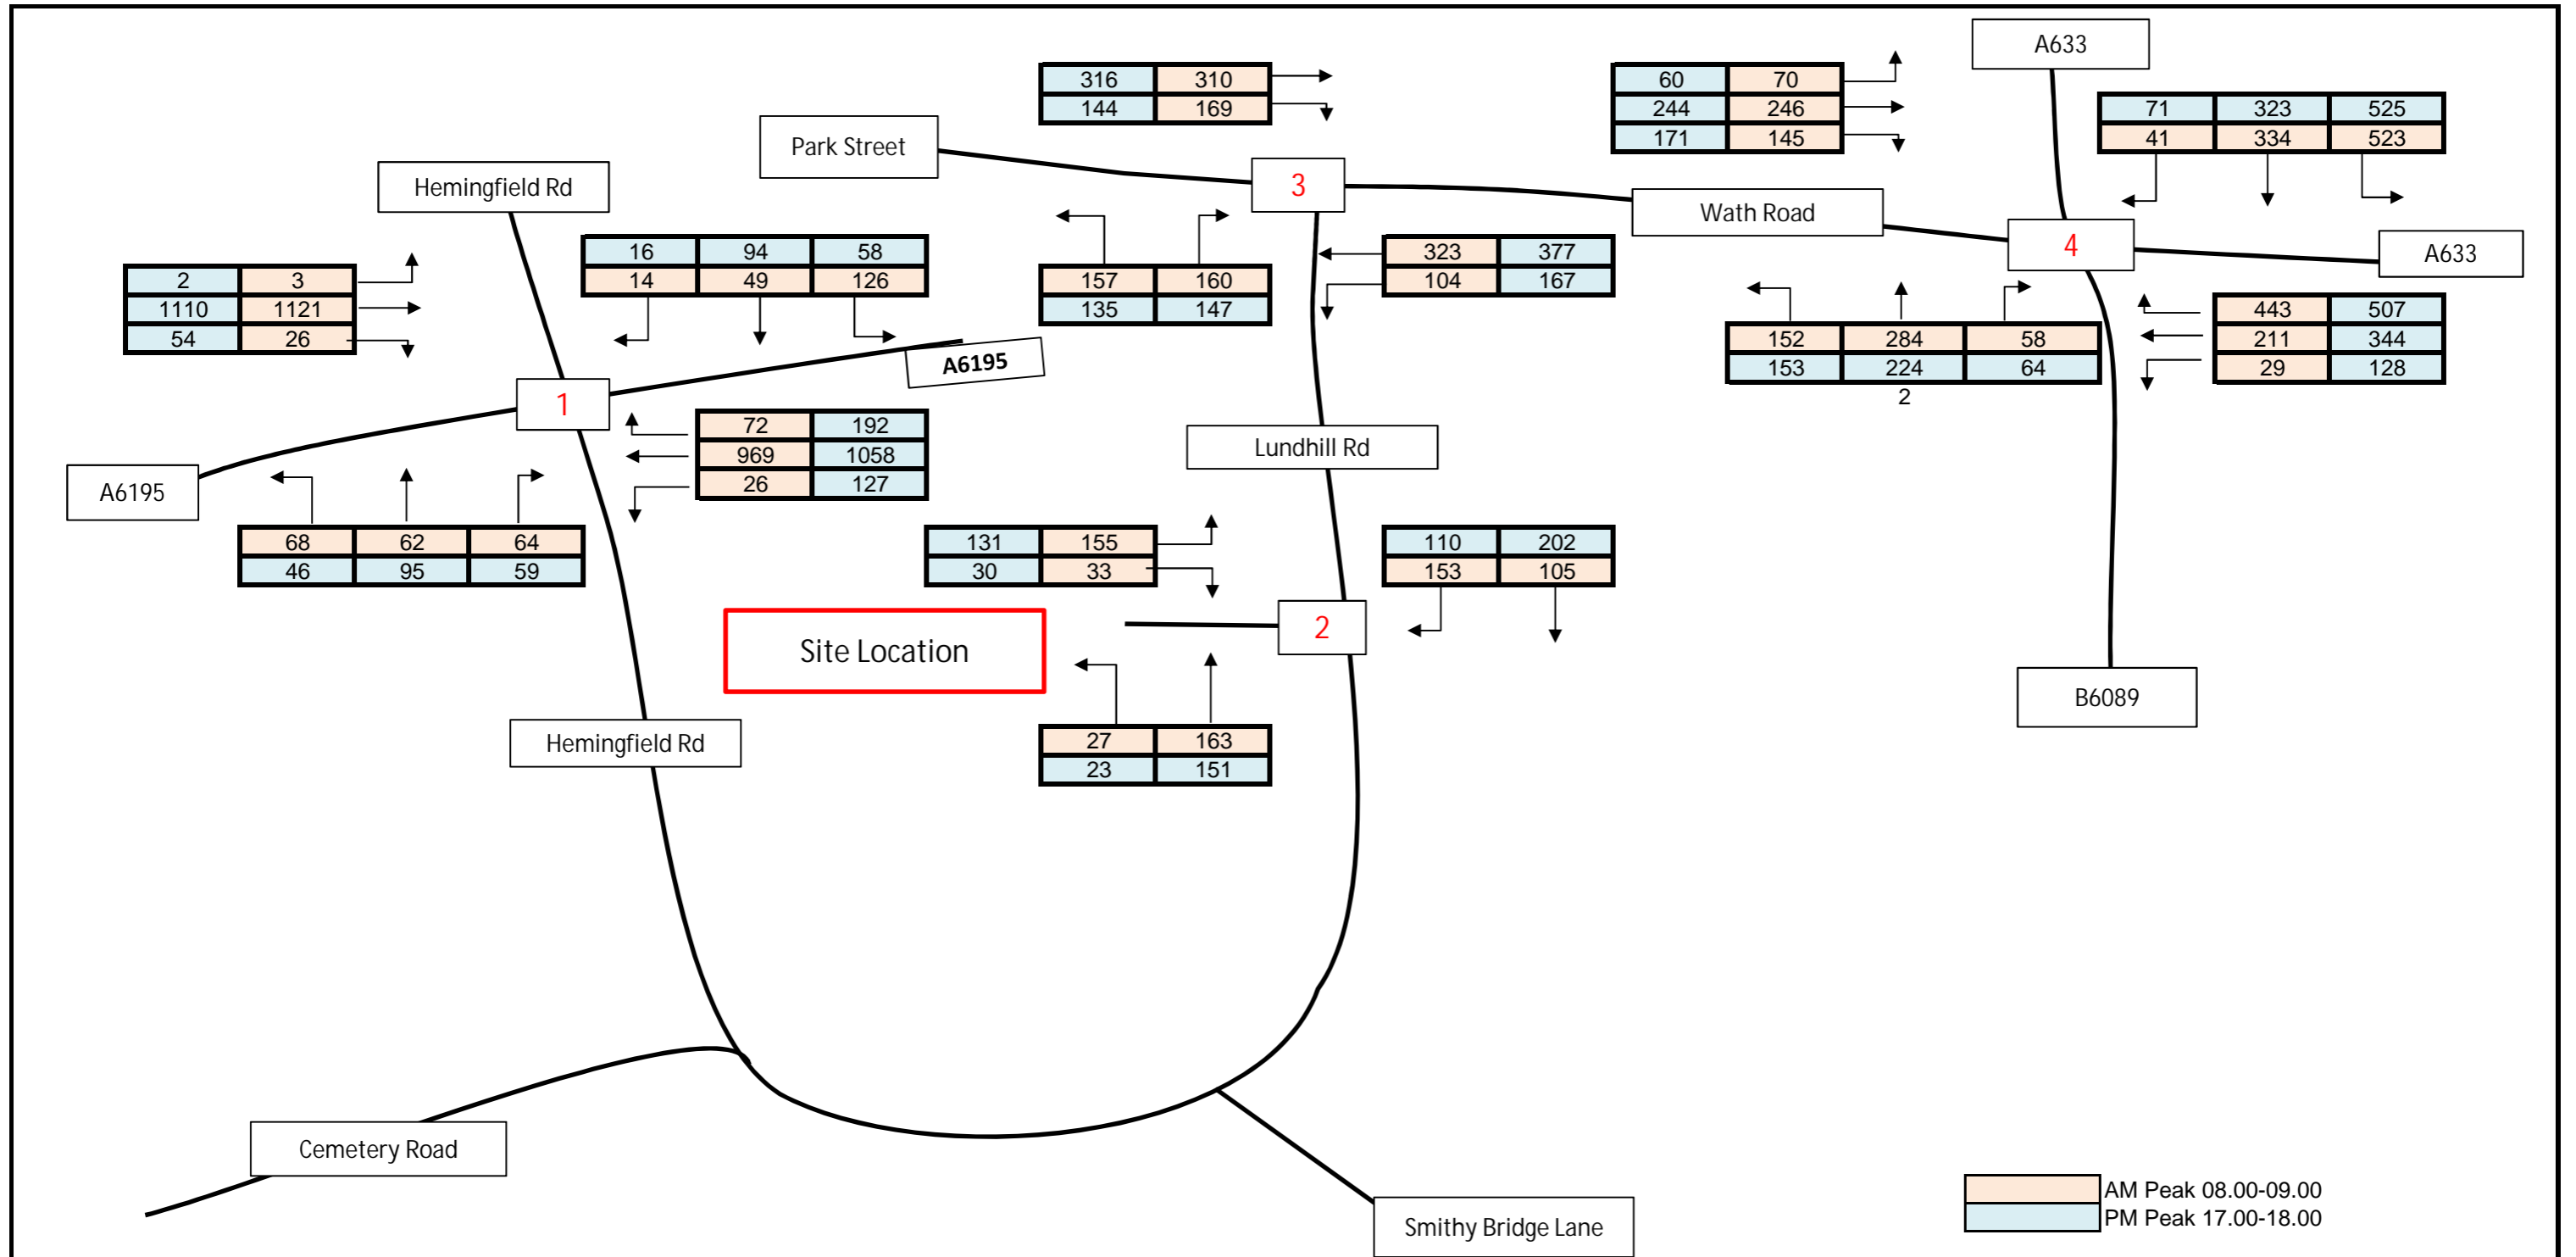 A633
316 310
144 169
60 70
244 246
171 145
71 323 525
41 334 523
Park Street
Hemingfield Rd
3
Wath Road
4
A633
2 3
1110 1121
54 26
16 94 58
14 49 126
157 160
135 147
323 377
104 167
152 284 58
153 224 64
2
443 507
211 344
29 128
A6195
1
A6195
72 192
969 1058
26 127
Lundhill Rd
68 62 64
46 95 59
131 155
30 33
110 202
153 105
Site Location
2
27 163
23 151
B6089
Hemingfield Rd
Cemetery Road
Smithy Bridge Lane
AM Peak 08.00-09.00
PM Peak 17.00-18.00